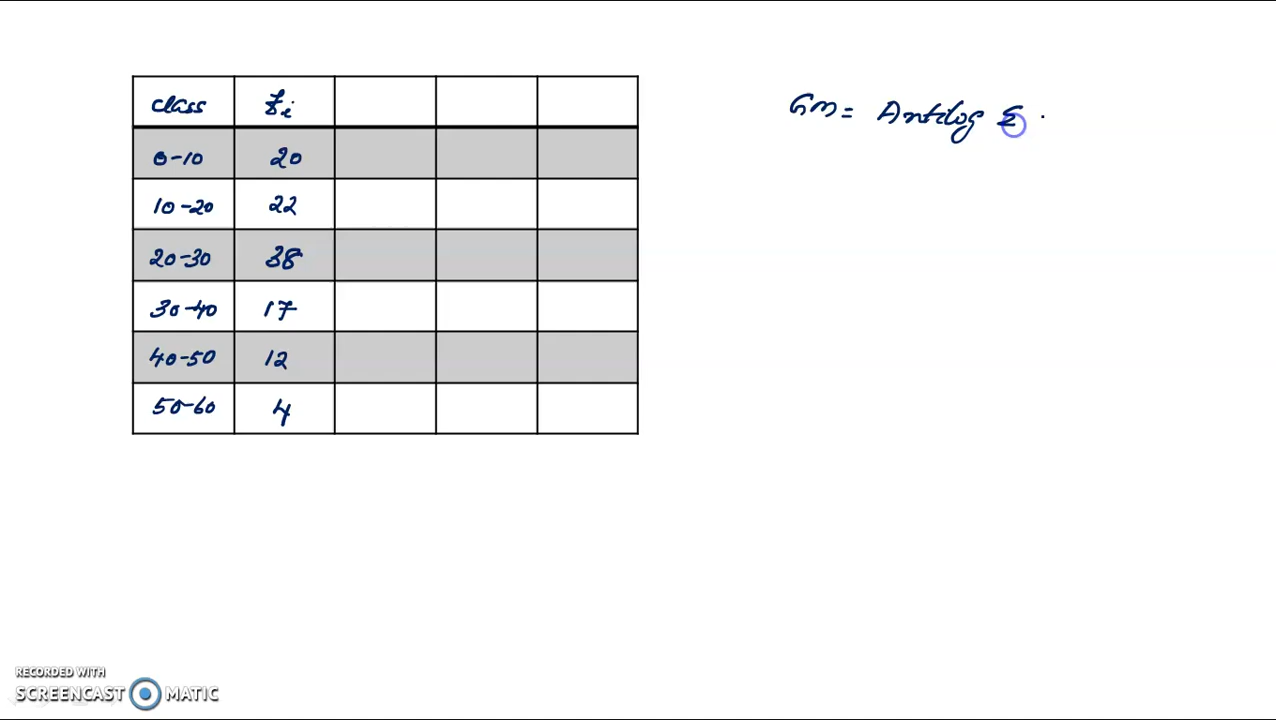 class fi
0-10 20
10-20 22
20-30 38
30-40 17
40-50 12
50-60 4
GM = Antilog Σ
RECORDED WITH
SCREENCAST MATIC